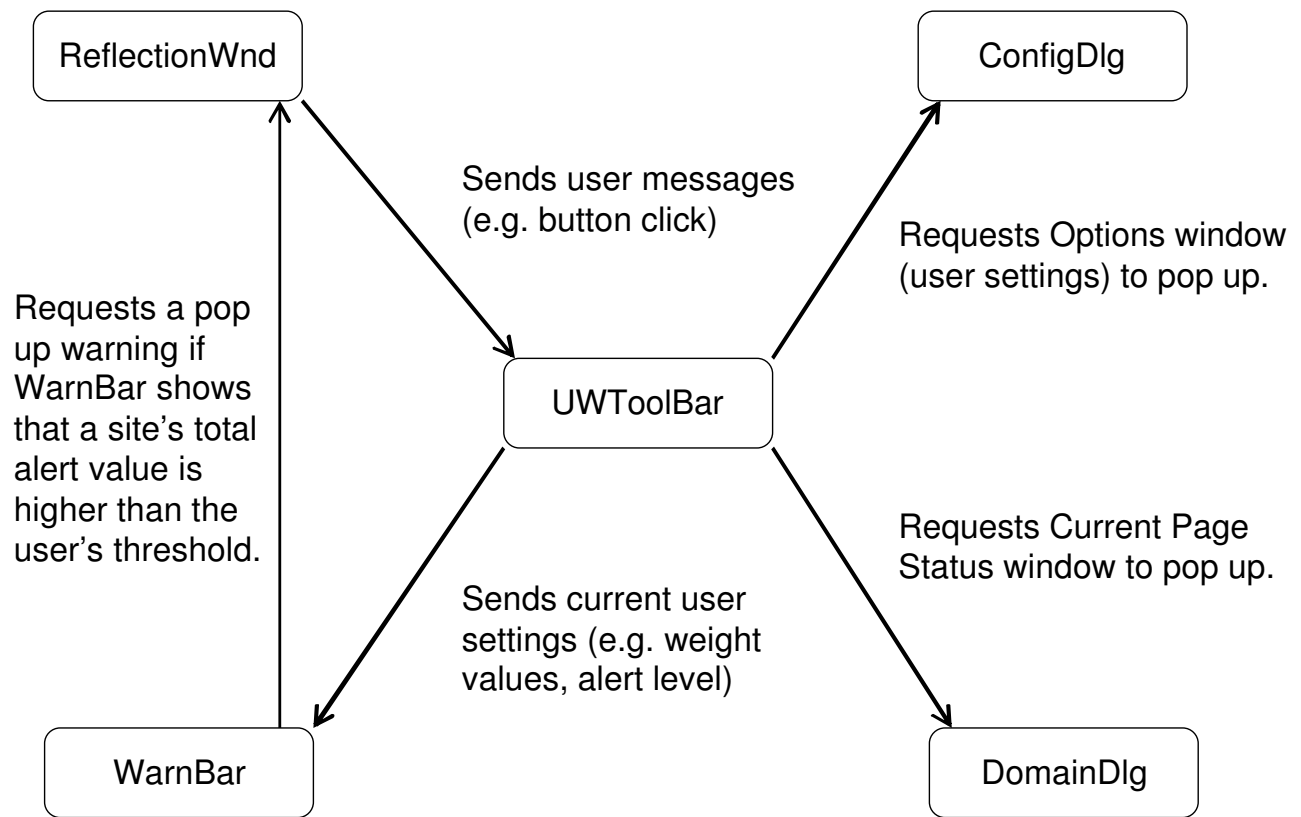 ReflectionWnd
ConfigDlg
Sends user messages
(e.g. button click)
Requests Options window
(user settings) to pop up.
Requests a pop
up warning if
WarnBar shows
that a site’s total
alert value is
higher than the
user’s threshold.
UWToolBar
Requests Current Page
Status window to pop up.
Sends current user
settings (e.g. weight
values, alert level)
WarnBar
DomainDlg